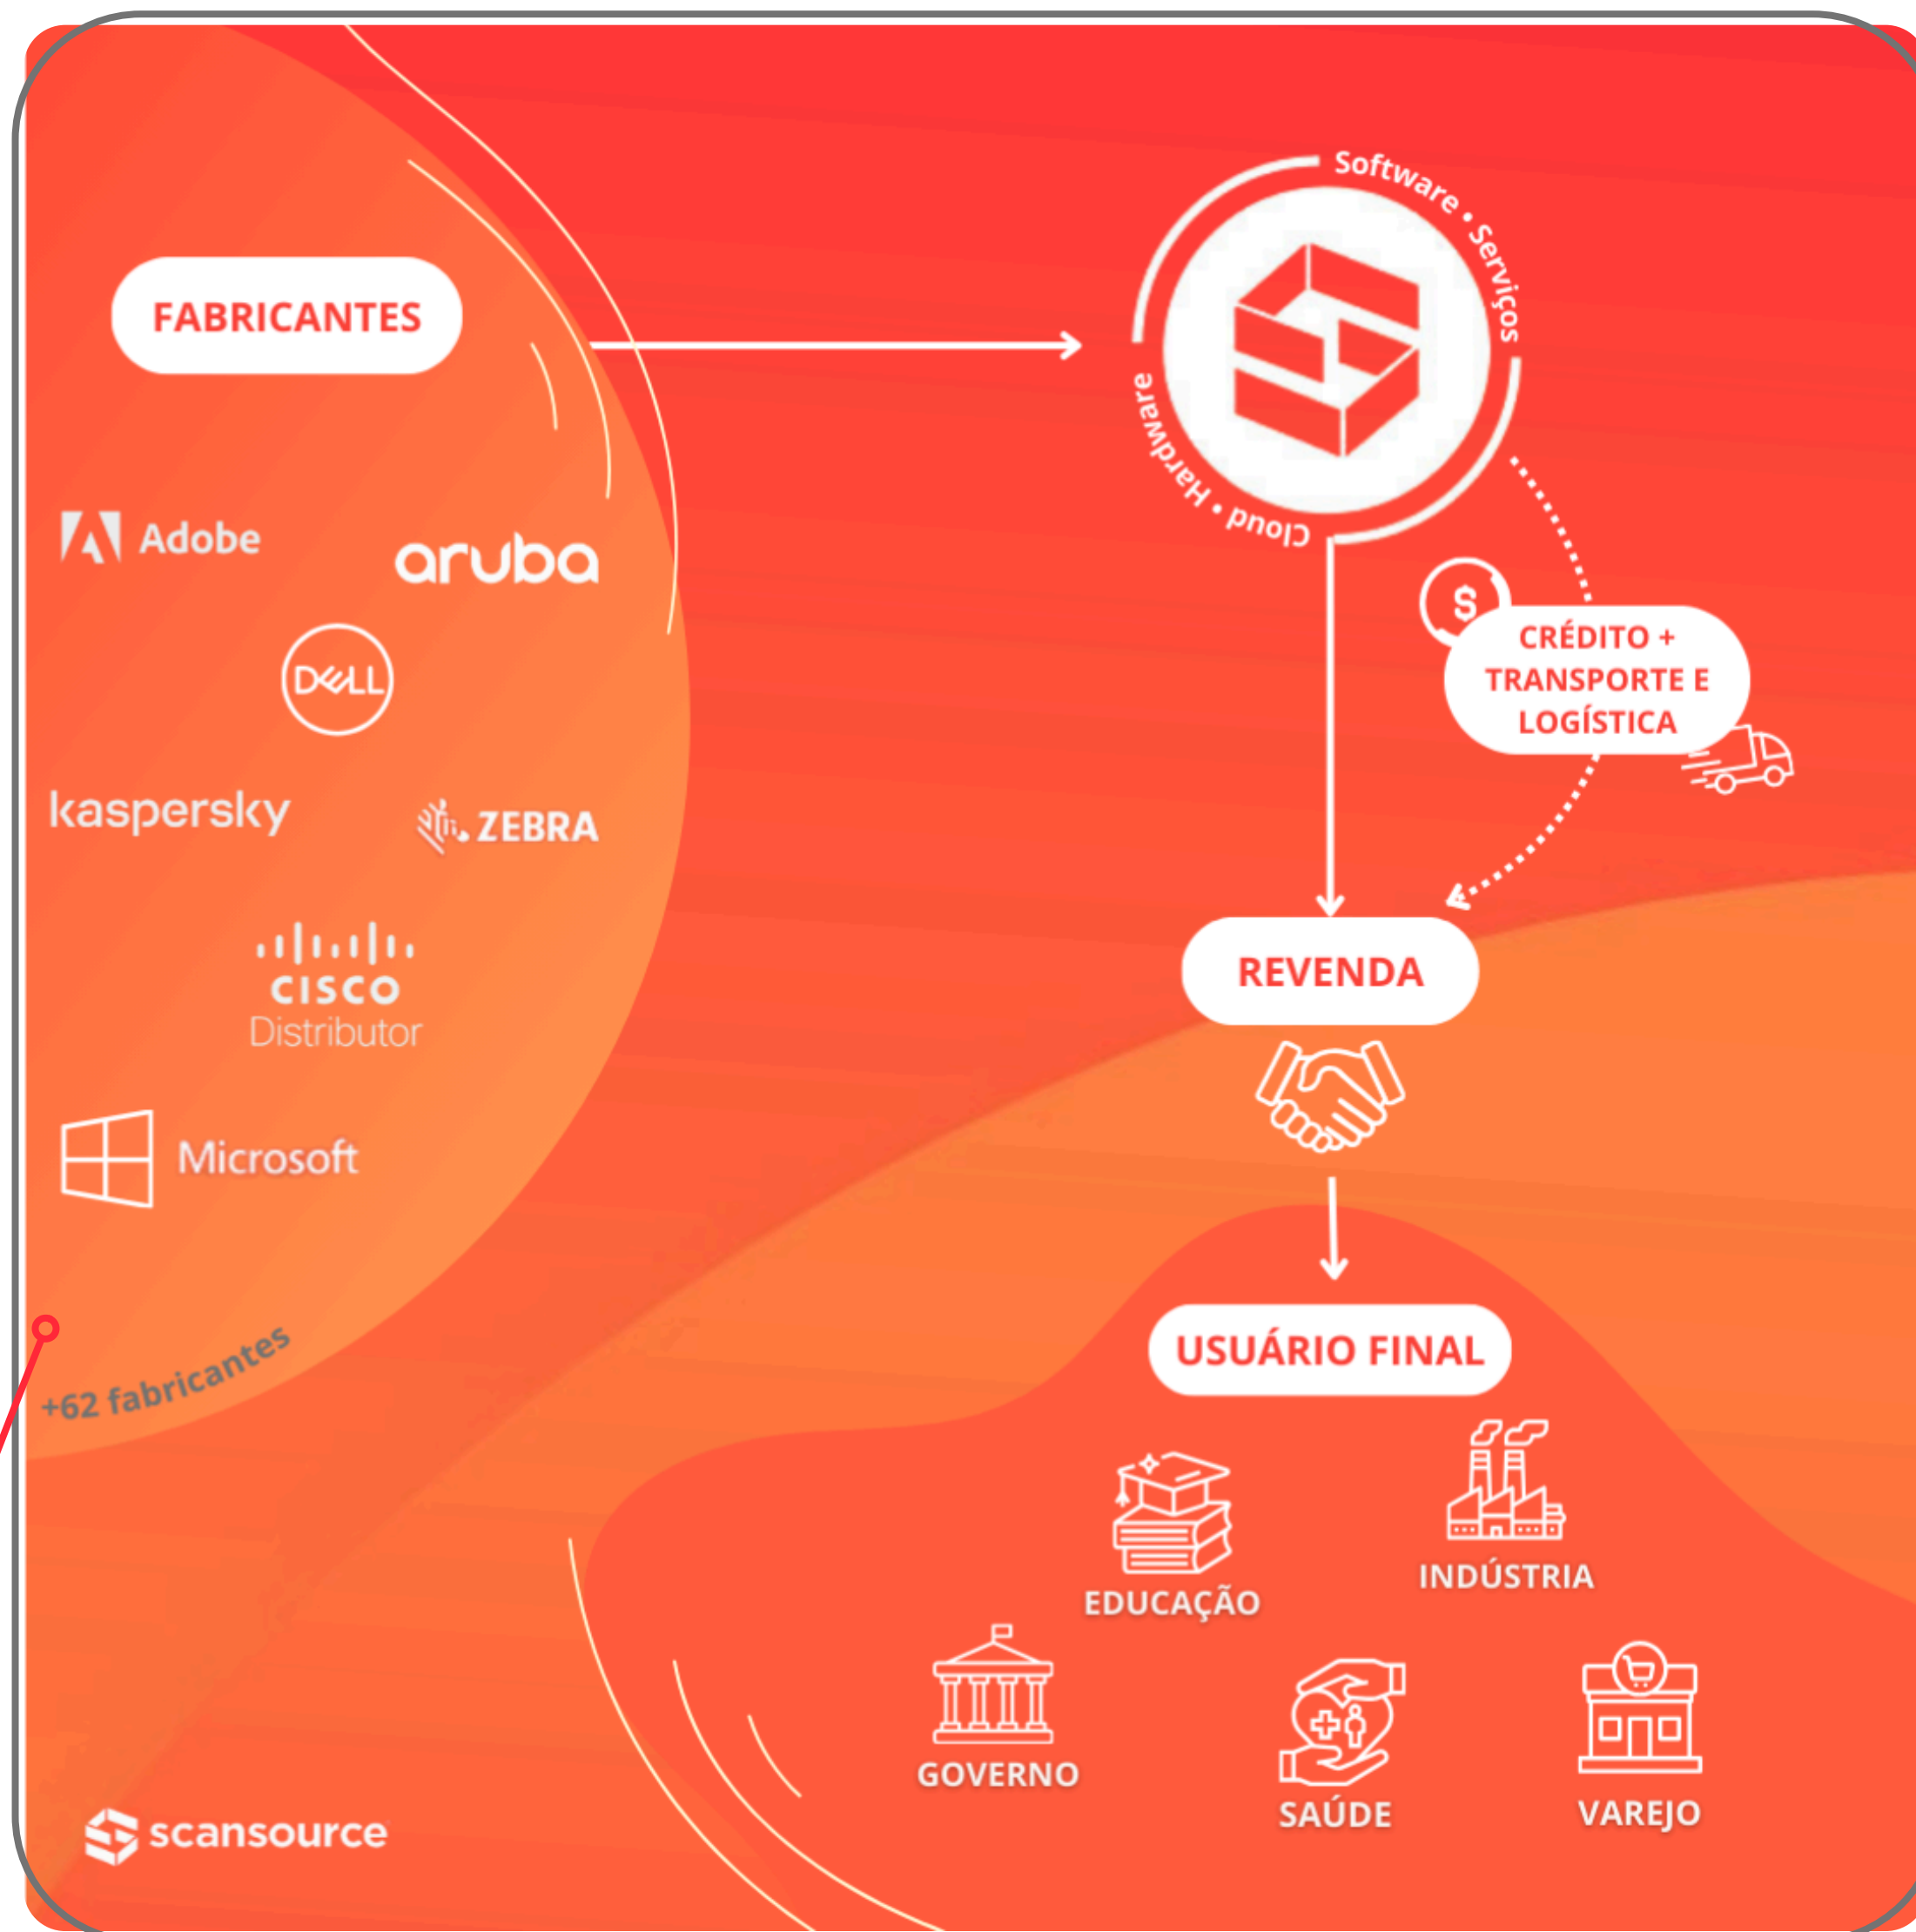 FABRICANTES
Adobe
aruba
DELL
kaspersky
ZEBRA
CISCO
Distributor
Microsoft
+62 fabricantes
Software • Serviços
Cloud • Hardware
$
CRÉDITO +
TRANSPORTE E
LOGÍSTICA
REVENDA
USUÁRIO FINAL
EDUCAÇÃO
INDÚSTRIA
GOVERNO
SAÚDE
VAREJO
scansource